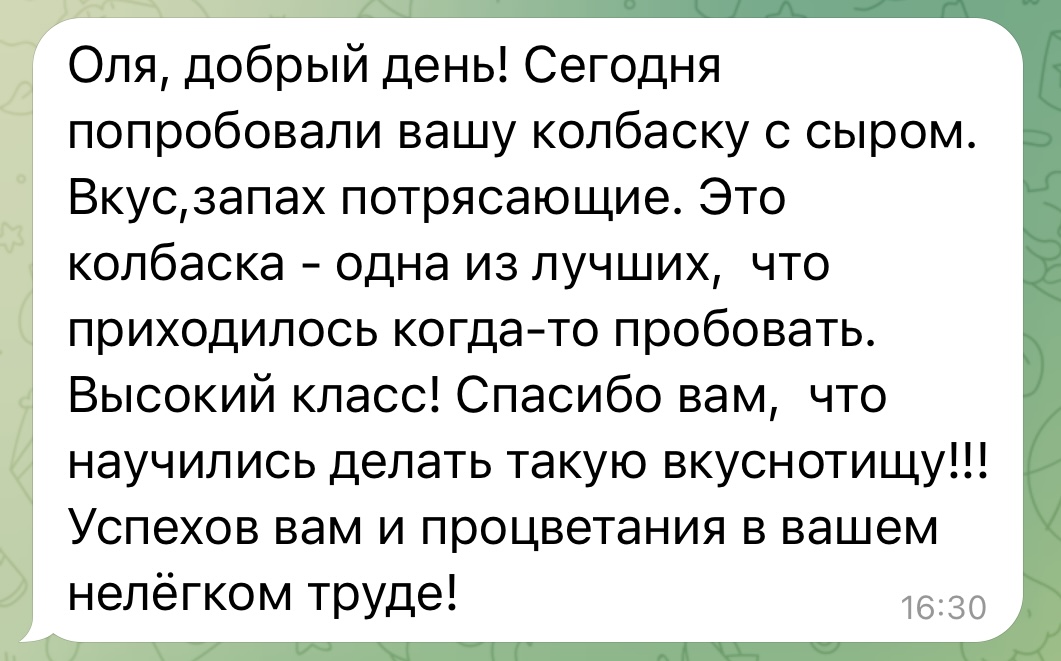 Оля, добрый день! Сегодня
попробовали вашу колбаску с сыром.
Вкус,запах потрясающие. Это
колбаска - одна из лучших,  что
приходилось когда-то пробовать.
Высокий класс! Спасибо вам,  что
научились делать такую вкуснотищу!!!
Успехов вам и процветания в вашем
нелёгком труде!
16:30